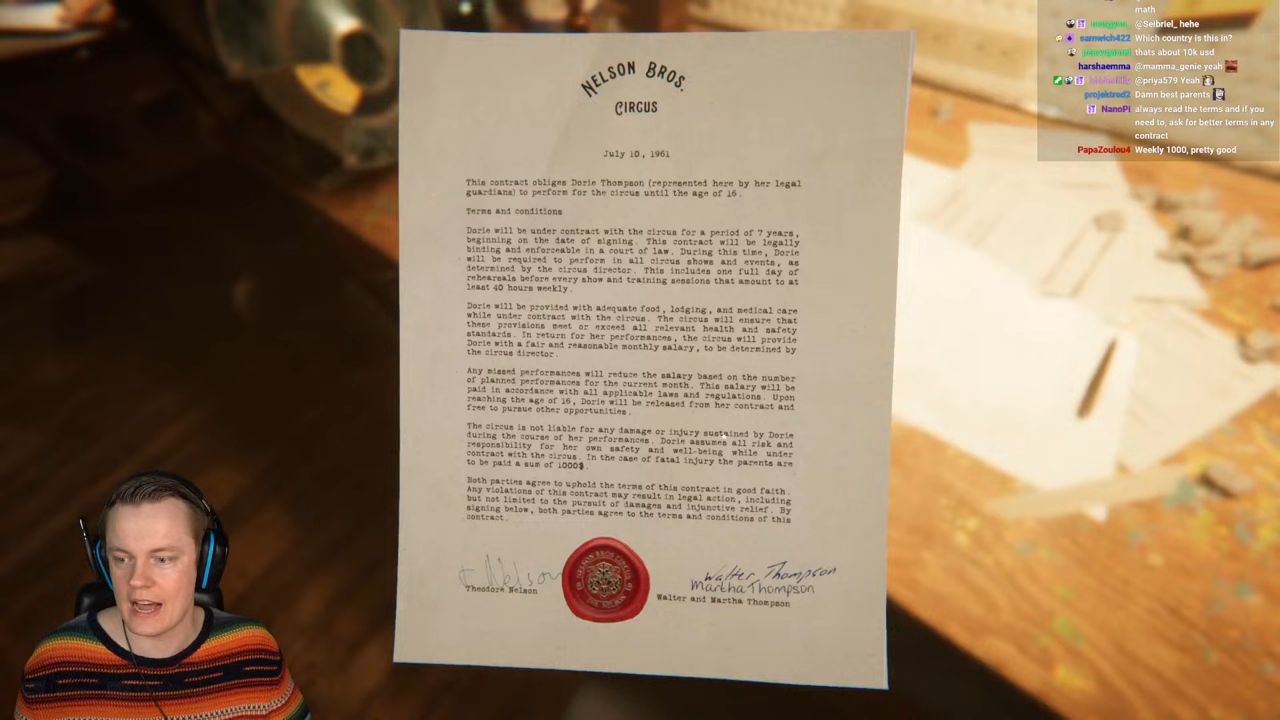 NELSON BROS.
CIRCUS
July 10, 1961
This contract obliges Dorie Thompson (represented here by her legal
guardians) to perform for the circus until the age of 16.
Terms and conditions
Dorie will be under contract with the circus for a period of 7 years,
beginning on the date of signing. This contract will be legally
binding and enforceable in a court of law. During this time, Dorie
will be required to perform in all circus shows and events, as
determined by the circus director. This includes one full day of
rehearsals before every show and training sessions that amount to at
least 40 hours weekly.
Dorie will be provided with adequate food, lodging, and medical care
while under contract with the circus. The circus will ensure that
these provisions meet or exceed all relevant health and safety
standards. In return for her performances, the circus will provide
Dorie with a fair and reasonable monthly salary, to be determined by
the circus director.
Any missed performances will reduce the salary based on the number
of planned performances for the current month. This salary will be
paid in accordance with all applicable laws and regulations. Upon
reaching the age of 16, Dorie will be released from her contract and
free to pursue other opportunities.
The circus is not liable for any damage or injury sustained by Dorie
during the course of her performances. Dorie assumes all risk and
responsibility for her own safety and well-being while under
contract with the circus. In the case of fatal injury the parents are
to be paid a sum of 1000$.
Both parties agree to uphold the terms of this contract in good faith.
Any violations of this contract may result in legal action, including
but not limited to the pursuit of damages and injunctive relief. By
signing below, both parties agree to the terms and conditions of this
contract.
Nelson
Theodore Nelson
NELSON BROS CIRCUS
Walter Thompson
Martha Thompson
Walter and Martha Thompson
math
@Seibriel_ hehe
samwich422 Which country is this in?
thats about 10k usd
harshaemma @mamma_genie yeah
@priya579 Yeah
projektred2 Damn best parents
NanoPi always read the terms and if you
need to, ask for better terms in any
contract
PapaZoulou4 Weekly 1000, pretty good